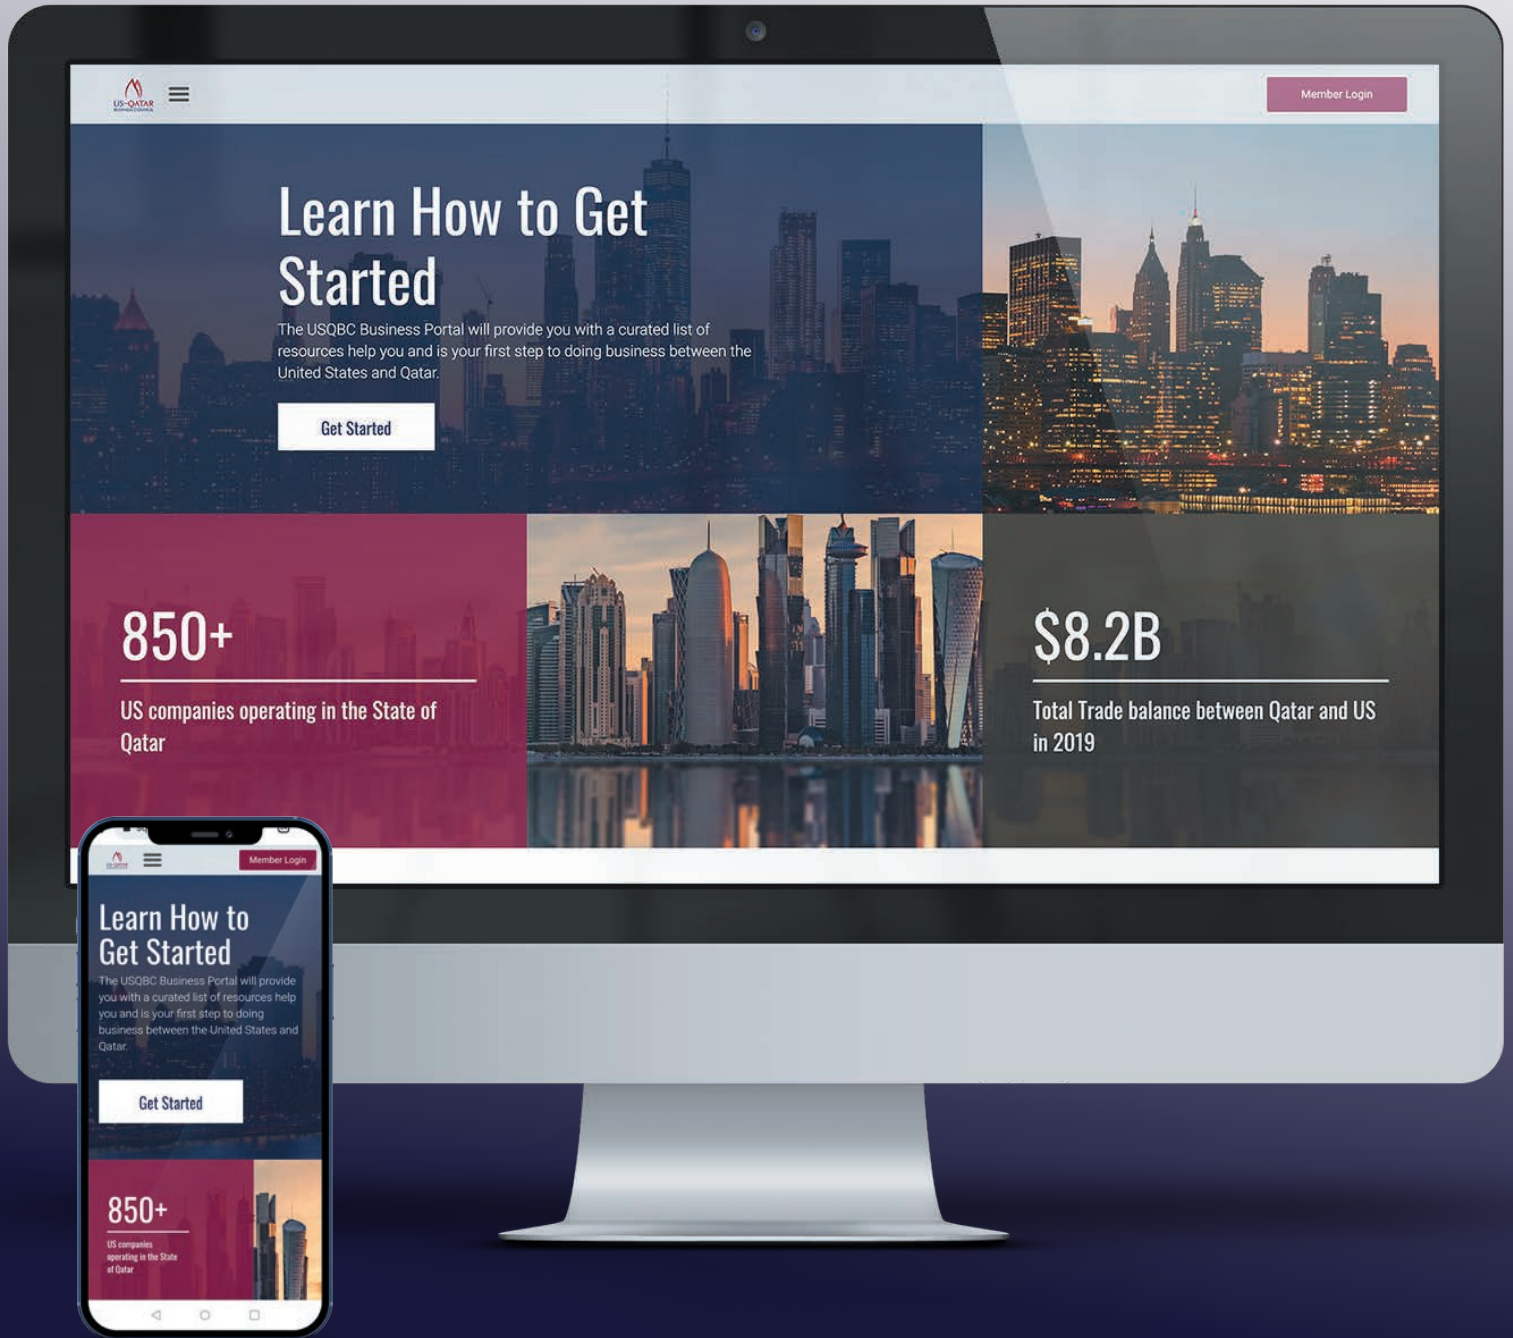 US-QATAR
BUSINESS COUNCIL
Member Login
Learn How to Get
Started
The USQBC Business Portal will provide you with a curated list of
resources help you and is your first step to doing business between the
United States and Qatar.
Get Started
850+
US companies operating in the State of
Qatar
$8.2B
Total Trade balance between Qatar and US
in 2019
Member Login
Learn How to
Get Started
The USQBC Business Portal will provide
you with a curated list of resources help
you and is your first step to doing
business between the United States and
Qatar.
Get Started
850+
US companies
operating in the State
of Qatar